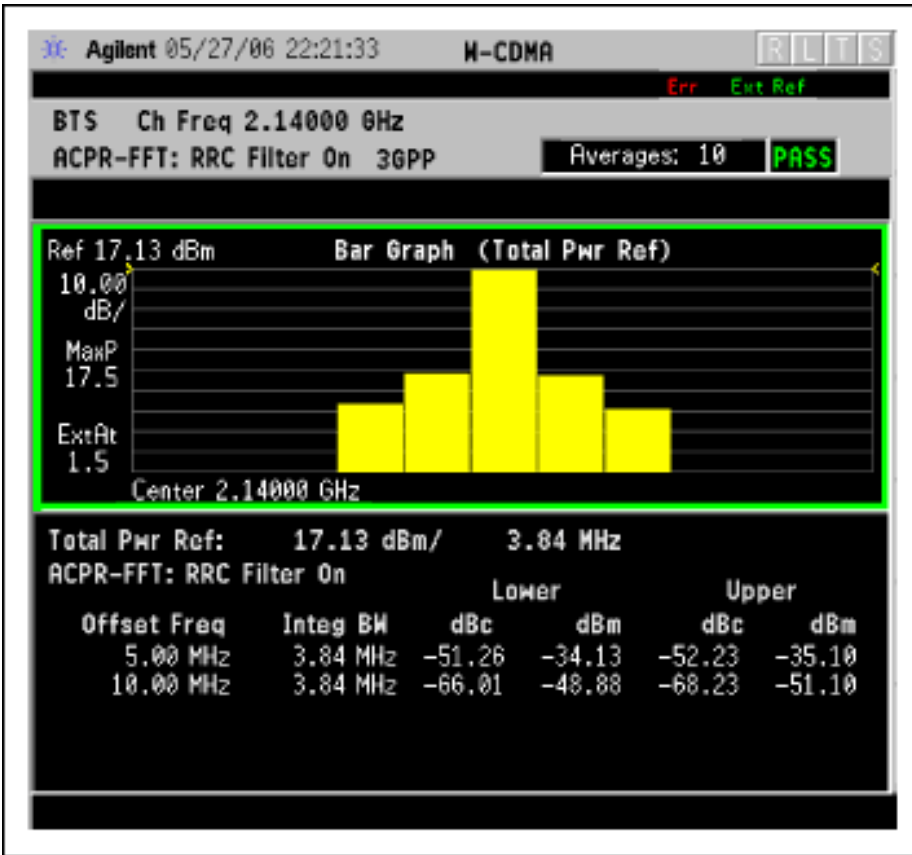 Agilent 05/27/06 22:21:33 W-CDMA R L T S
Err Ext Ref
BTS Ch Freq 2.14000 GHz
ACPR-FFT: RRC Filter On 3GPP Averages: 10 PASS
Ref 17.13 dBm Bar Graph (Total Pwr Ref)
10.00
dB/
MaxP
17.5
ExtAt
1.5
Center 2.14000 GHz
Total Pwr Ref: 17.13 dBm/ 3.84 MHz
ACPR-FFT: RRC Filter On
Lower Upper
Offset Freq Integ BW dBc dBm dBc dBm
5.00 MHz 3.84 MHz -51.26 -34.13 -52.23 -35.10
10.00 MHz 3.84 MHz -66.01 -48.88 -68.23 -51.10